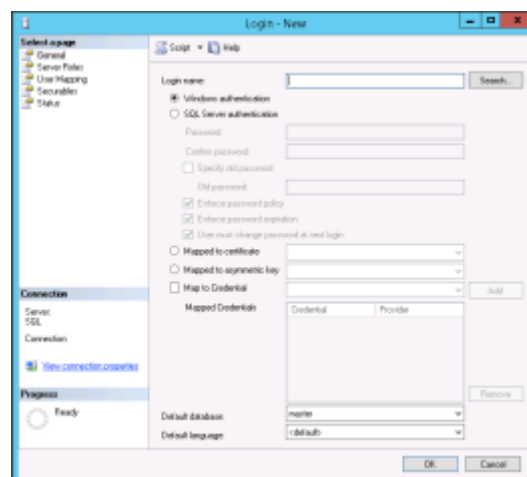 Login - New
Select a page
General
Server Roles
User Mapping
Securables
Status
Script
Help
Login name:
Search...
Windows authentication
SQL Server authentication
Password:
Confirm password:
Specify old password
Old password:
Enforce password policy
Enforce password expiration
User must change password at next login
Mapped to certificate
Mapped to asymmetric key
Map to Credential
Add
Mapped Credentials
Credential
Provider
Remove
Default database:
master
Default language:
<default>
Connection
Server:
SQL
Connection:
View connection properties
Progress
Ready
OK
Cancel